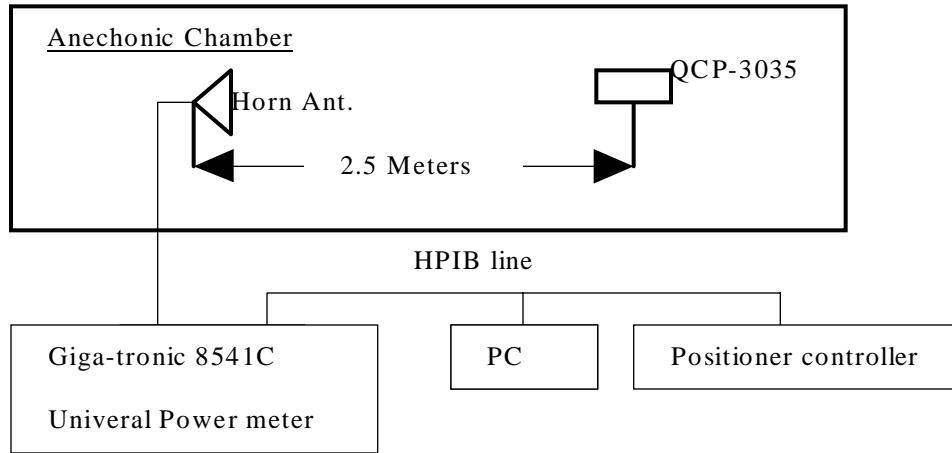 Anechonic Chamber
QCP-3035
Horn Ant.
2.5 Meters
HPIB line
Giga-tronic 8541C
Univeral Power meter
PC
Positioner controller